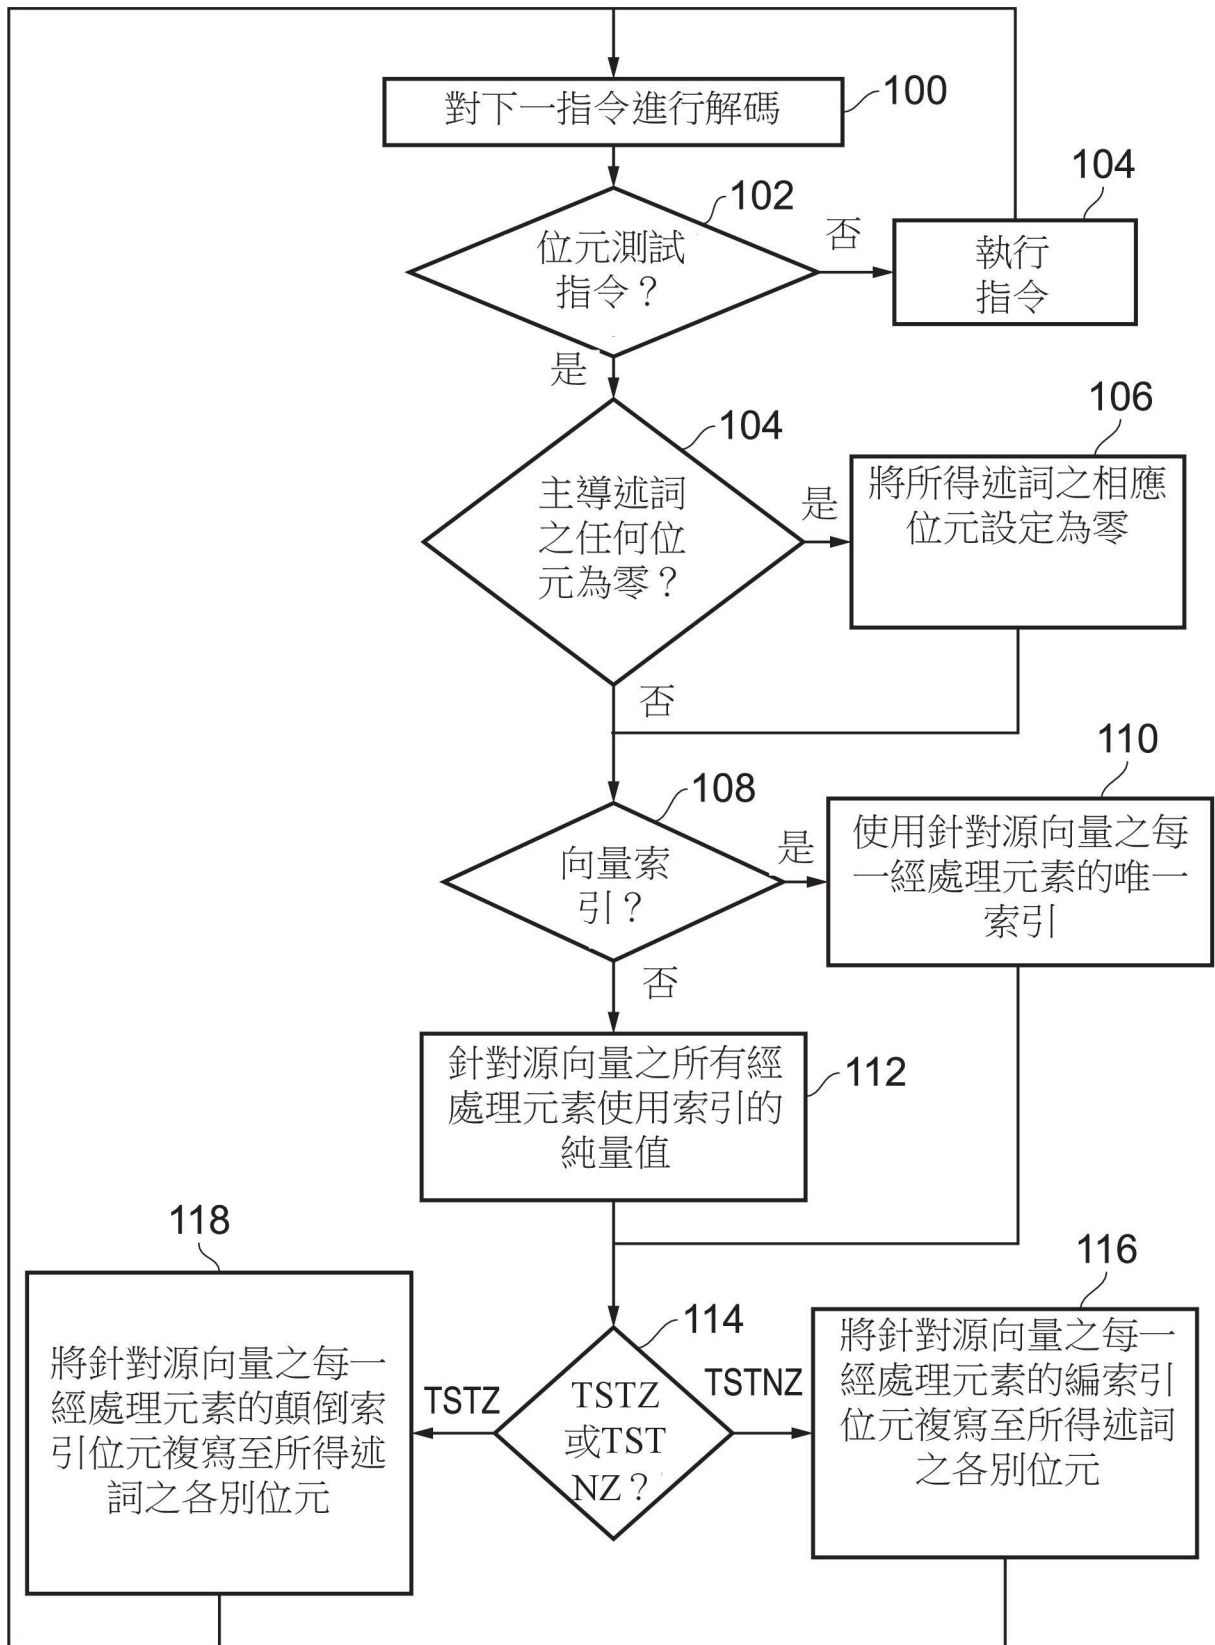 對下一指令進行解碼
100
102
位元測試
指令？
否
104
執行
指令
是
104
主導述詞
之任何位
元為零？
是
106
將所得述詞之相應
位元設定為零
否
108
向量索
引？
是
110
使用針對源向量之每
一經處理元素的唯一
索引
否
針對源向量之所有經
處理元素使用索引的
純量值
112
118
將針對源向量之每一
經處理元素的顛倒索
引位元複寫至所得述
詞之各別位元
TSTZ
114
TSTZ
或TST
NZ？
TSTNZ
116
將針對源向量之每一
經處理元素的編索引
位元複寫至所得述詞
之各別位元